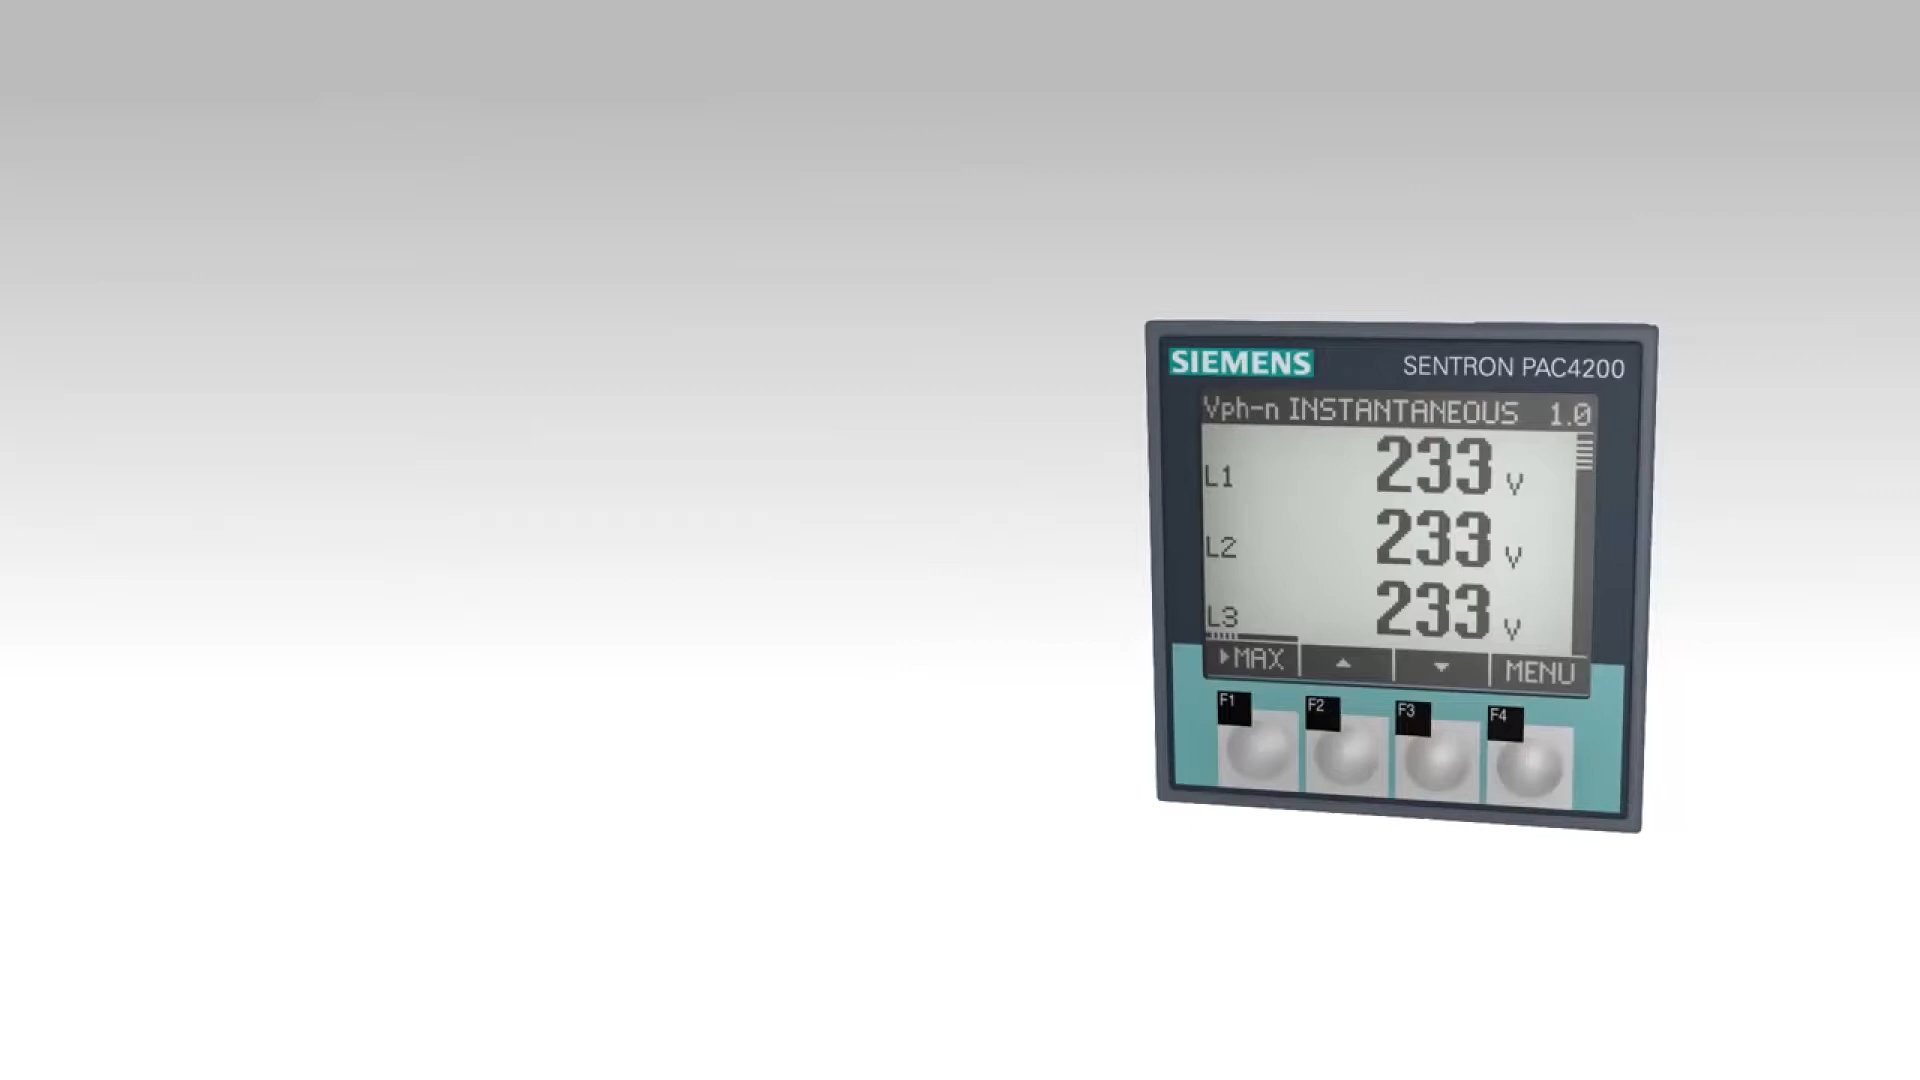 SIEMENS SENTRON PAC4200
Vph-n INSTANTANEOUS 1.0
L1 233 V
L2 233 V
L3 233 V
MAX MENU
F1 F2 F3 F4